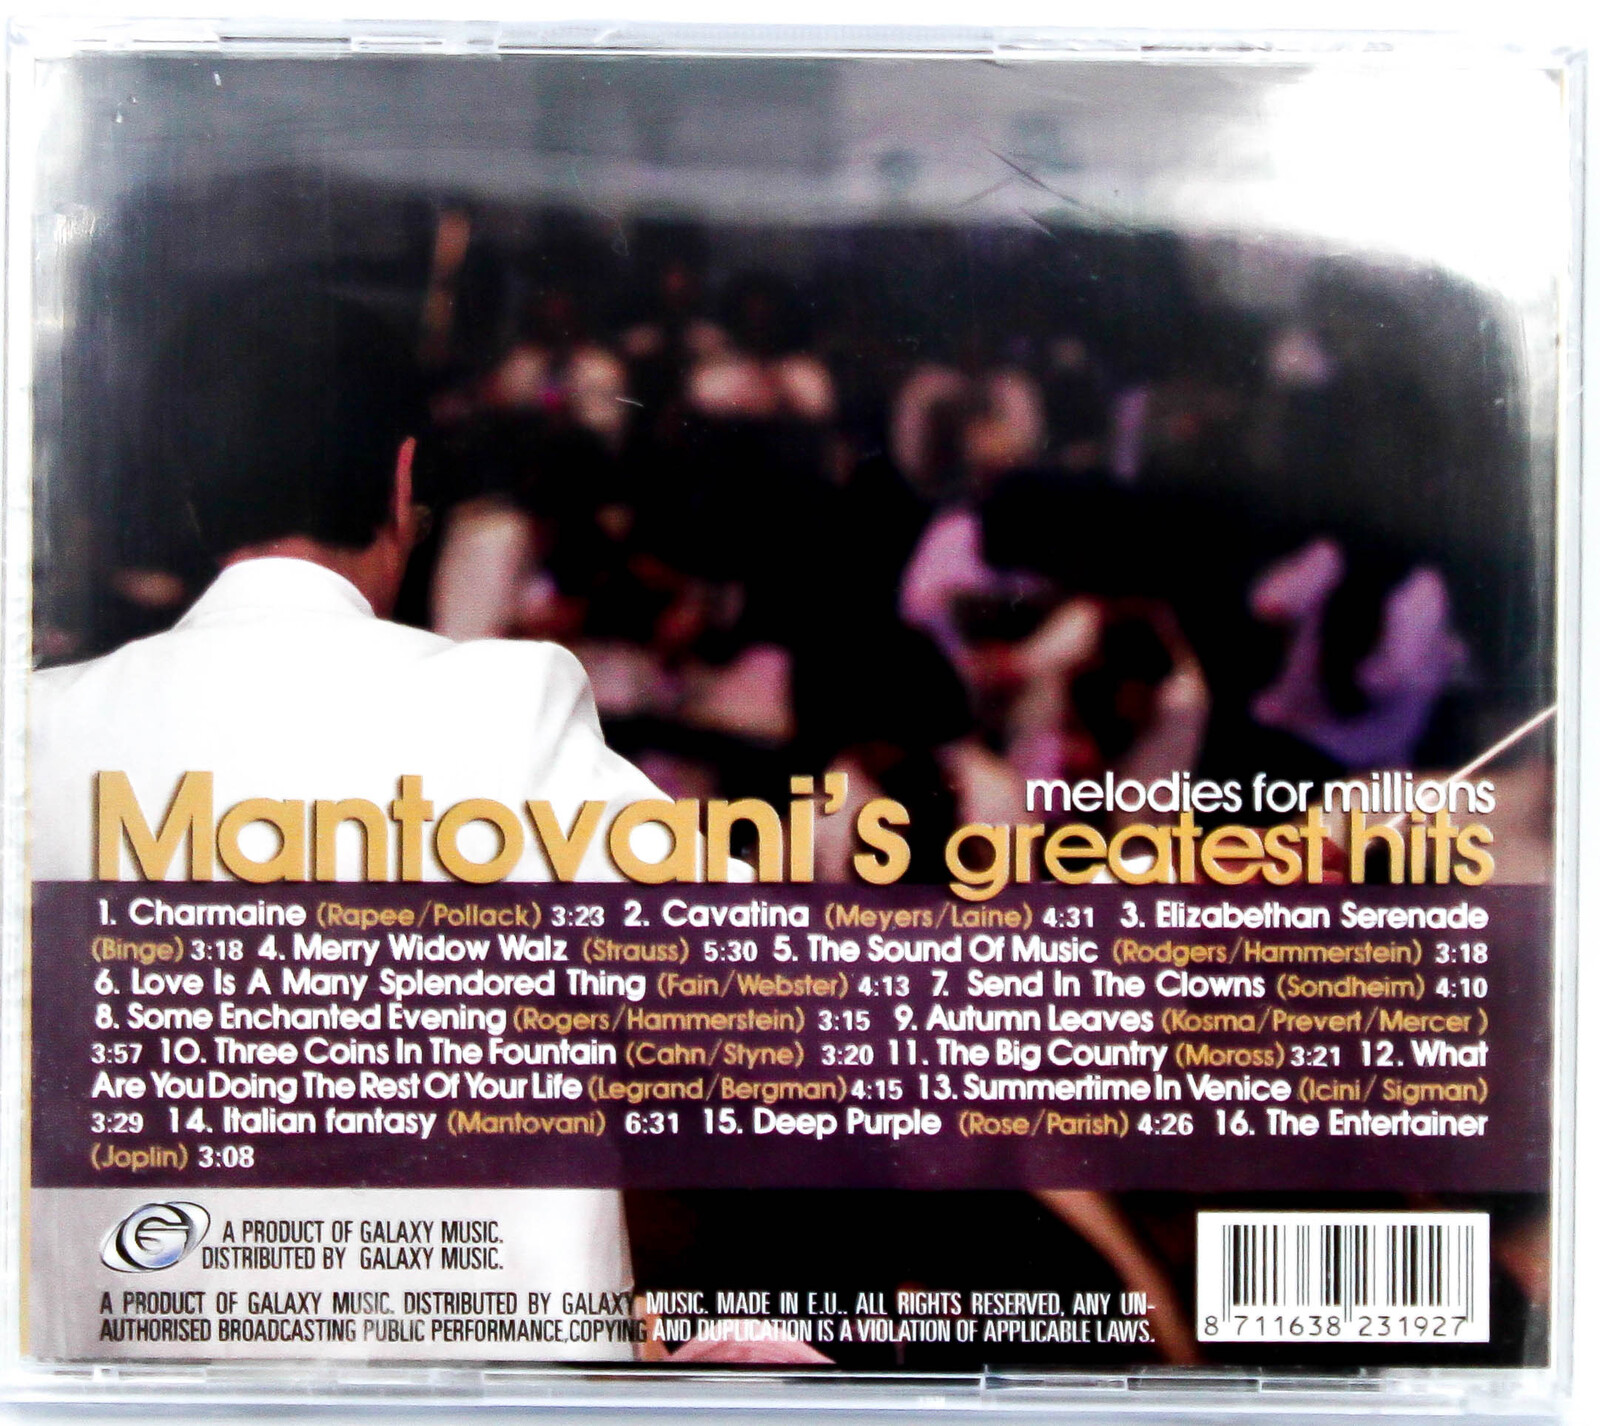 melodies for millions
Mantovani's greatest hits
1. Charmaine (Rapee/Pollack) 3:23 2. Cavatina (Meyers/Laine) 4:31 3. Elizabethan Serenade
(Binge) 3:18 4. Merry Widow Walz (Strauss) 5:30 5. The Sound Of Music (Rodgers/Hammerstein) 3:18
6. Love Is A Many Splendored Thing (Fain/Webster) 4:13 7. Send In The Clowns (Sondheim) 4:10
8. Some Enchanted Evening (Rogers/Hammerstein) 3:15 9. Autumn Leaves (Kosma/Prevert/Mercer )
3:57 10. Three Coins In The Fountain (Cahn/Styne) 3:20 11. The Big Country (Moross) 3:21 12. What
Are You Doing The Rest Of Your Life (Legrand/Bergman) 4:15 13. Summertime In Venice (Icini/ Sigman)
3:29 14. Italian fantasy (Mantovani) 6:31 15. Deep Purple (Rose/Parish) 4:26 16. The Entertainer
(Joplin) 3:08
A PRODUCT OF GALAXY MUSIC.
DISTRIBUTED BY GALAXY MUSIC.
A PRODUCT OF GALAXY MUSIC. DISTRIBUTED BY GALAXY MUSIC. MADE IN E.U.. ALL RIGHTS RESERVED, ANY UN-
AUTHORISED BROADCASTING PUBLIC PERFORMANCE,COPYING AND DUPLICATION IS A VIOLATION OF APPLICABLE LAWS.
8 711638 231927